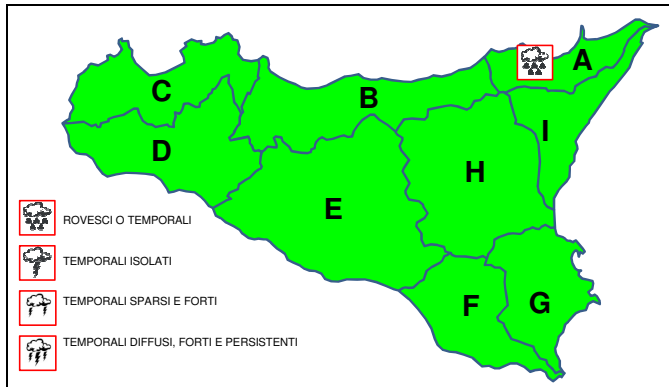 A
C
B
I
D
H
E
ROVESCI O TEMPORALI
TEMPORALI ISOLATI
F
G
TEMPORALI SPARSI E FORTI
TEMPORALI DIFFUSI, FORTI E PERSISTENTI